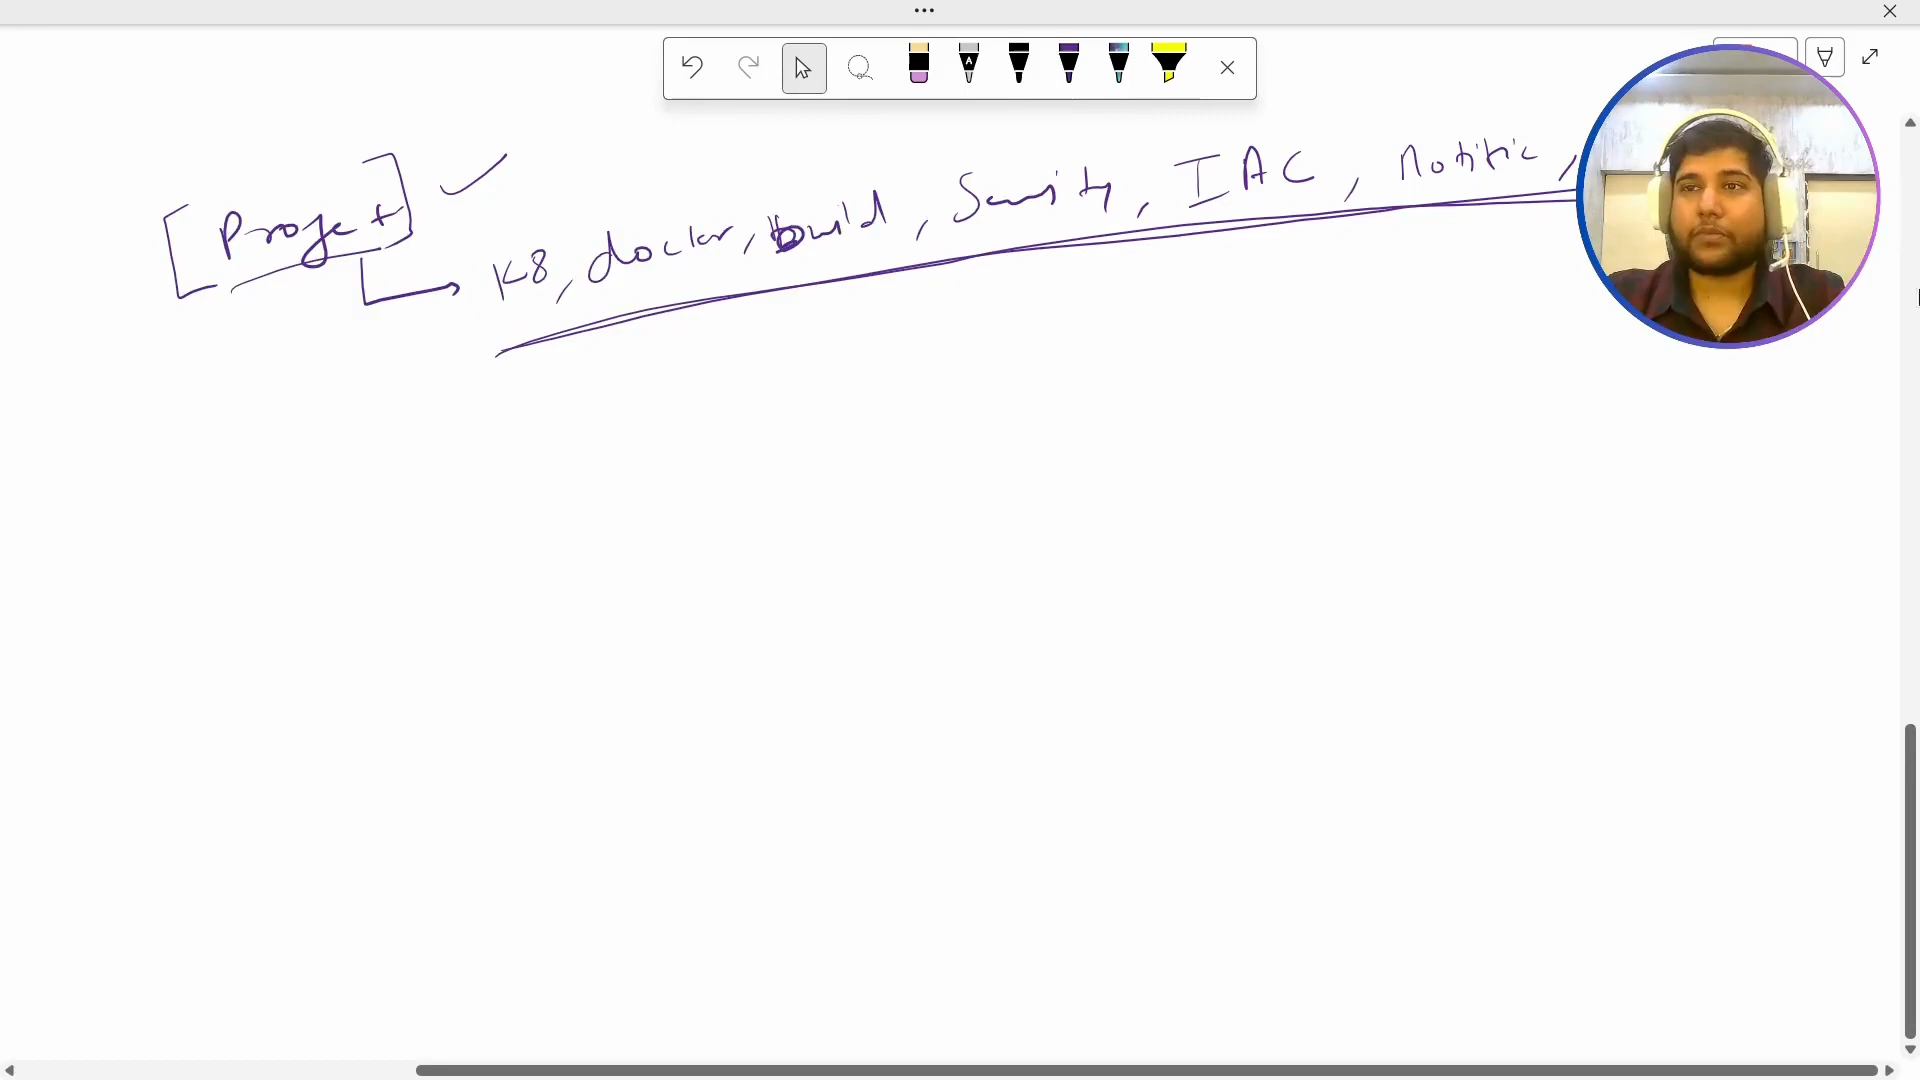 [Project] ✓
K8, docker, build, Security, IAC, Notific,